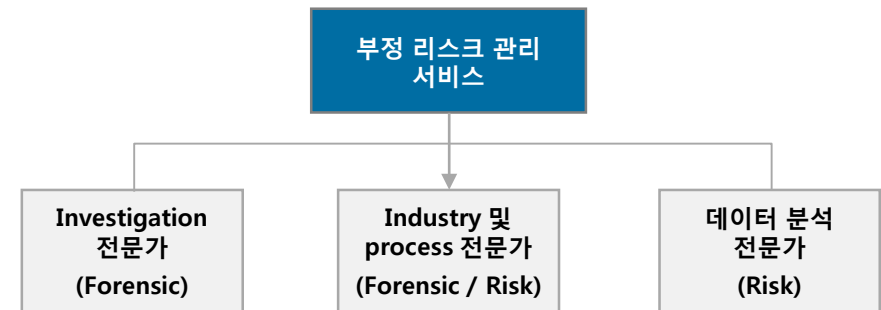 부정 리스크 관리
서비스
Investigation
전문가
(Forensic)
Industry 및
process 전문가
(Forensic / Risk)
데이터 분석
전문가
(Risk)